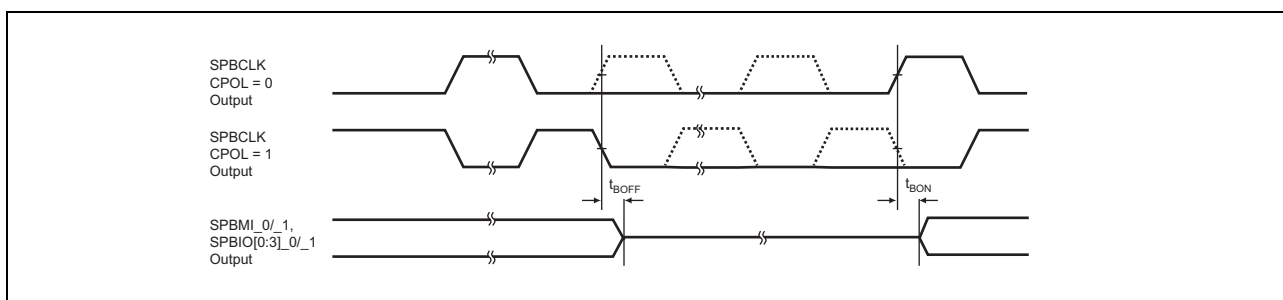 SPBCLK
CPOL = 0
Output
SPBCLK
CPOL = 1
Output
tBOFF
tBON
SPBMI_0/_1,
SPBIO[0:3]_0/_1
Output